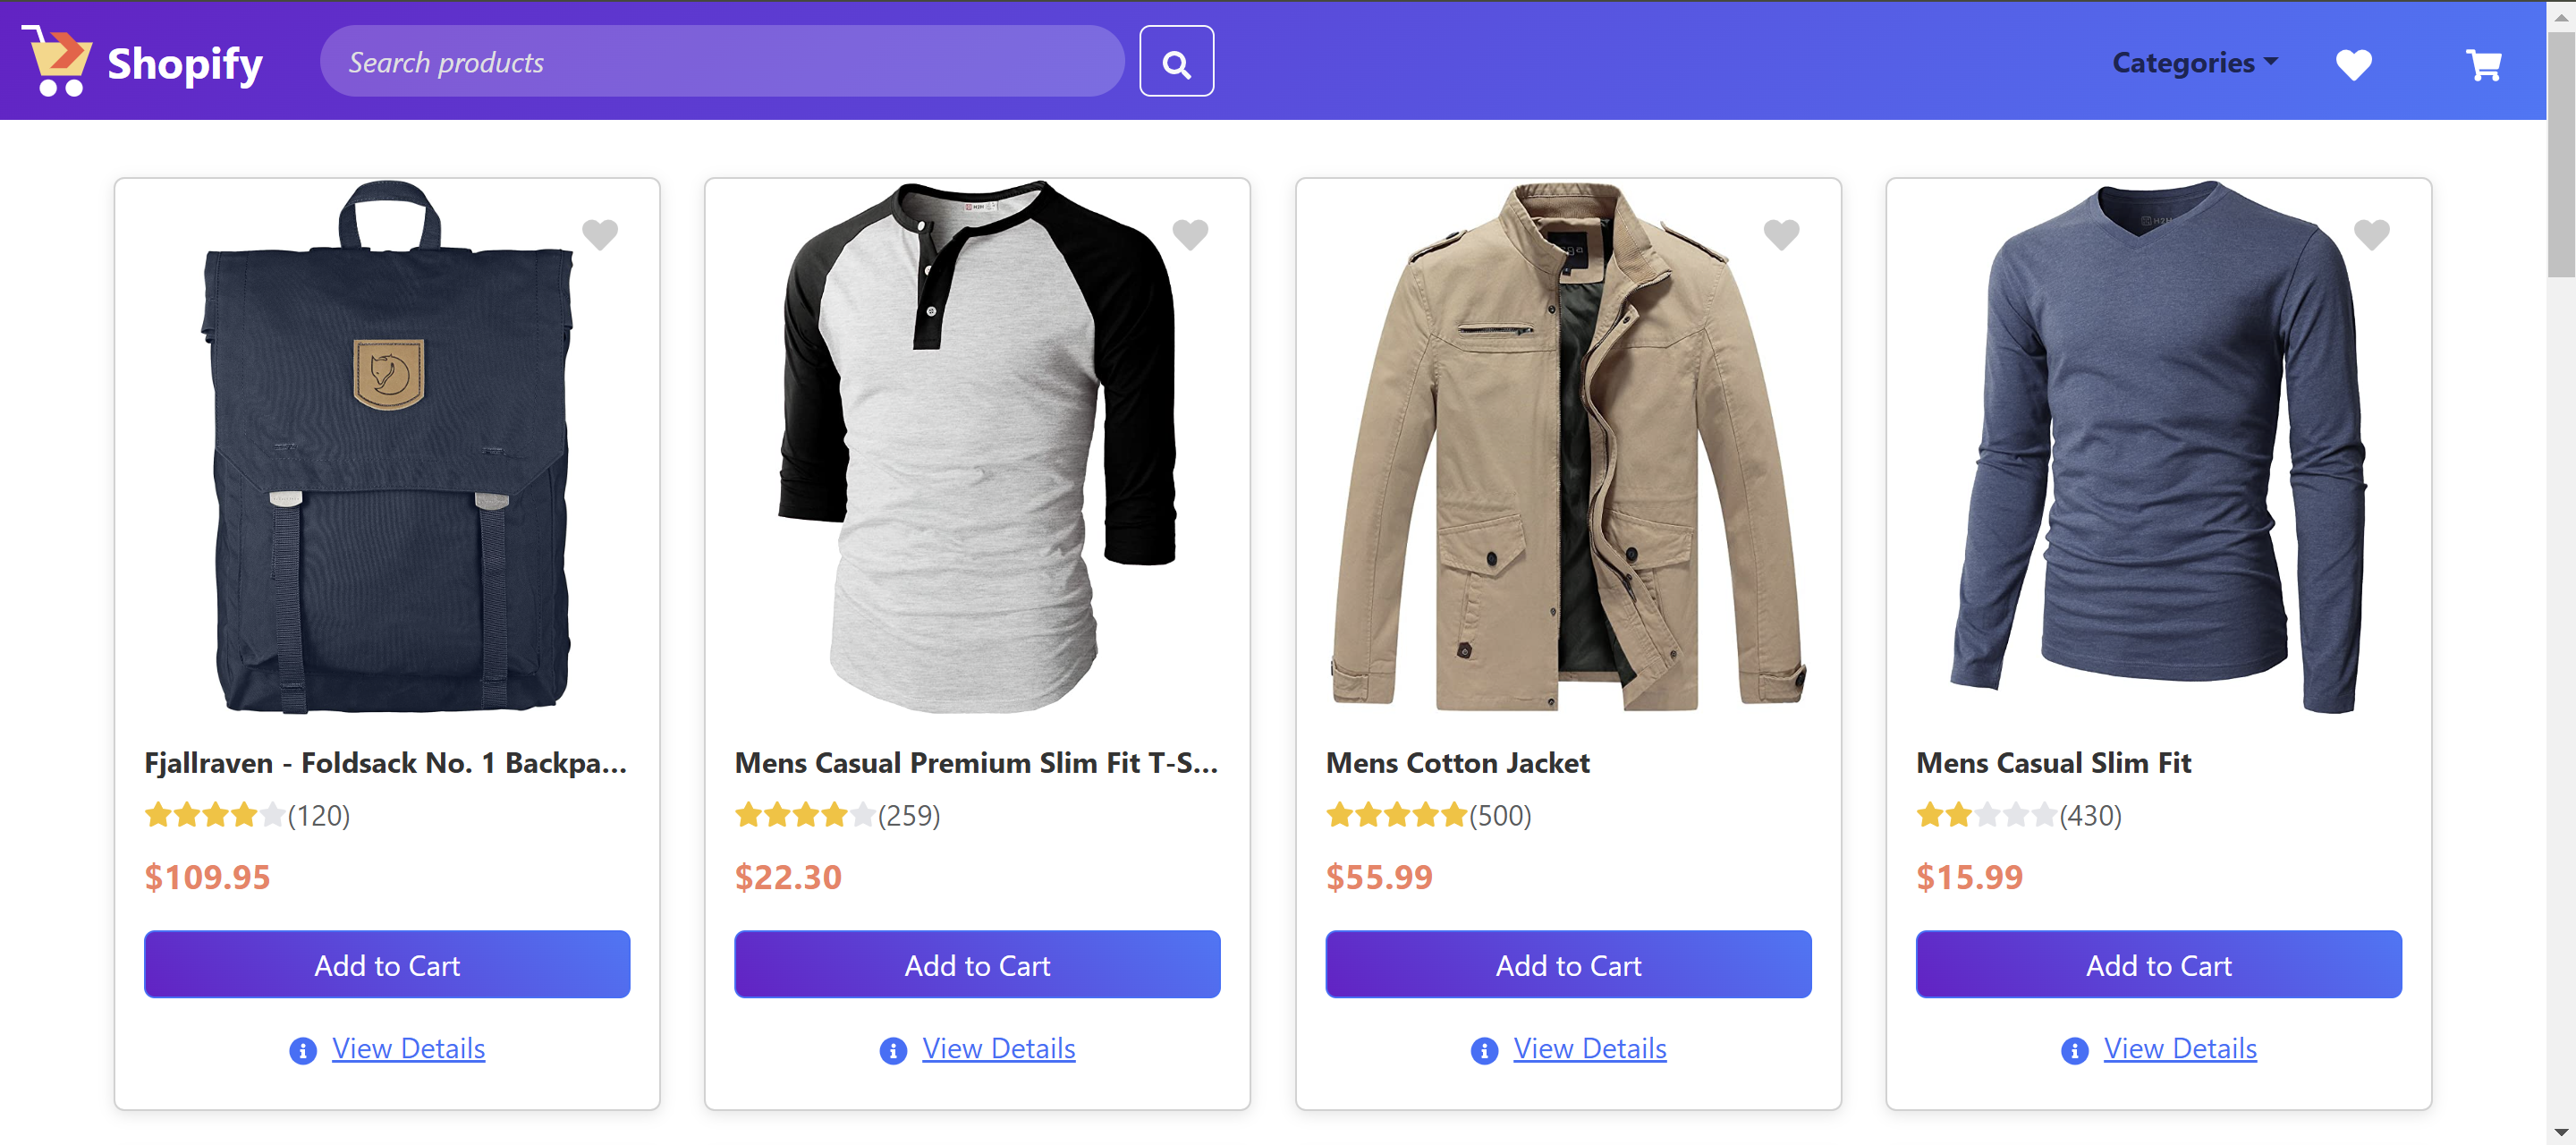 Shopify
Search products
Categories
H2H
H2H
Fjallraven - Foldsack No. 1 Backpa...
(120)
$109.95
Add to Cart
View Details
Mens Casual Premium Slim Fit T-S...
(259)
$22.30
Add to Cart
View Details
Mens Cotton Jacket
(500)
$55.99
Add to Cart
View Details
Mens Casual Slim Fit
(430)
$15.99
Add to Cart
View Details